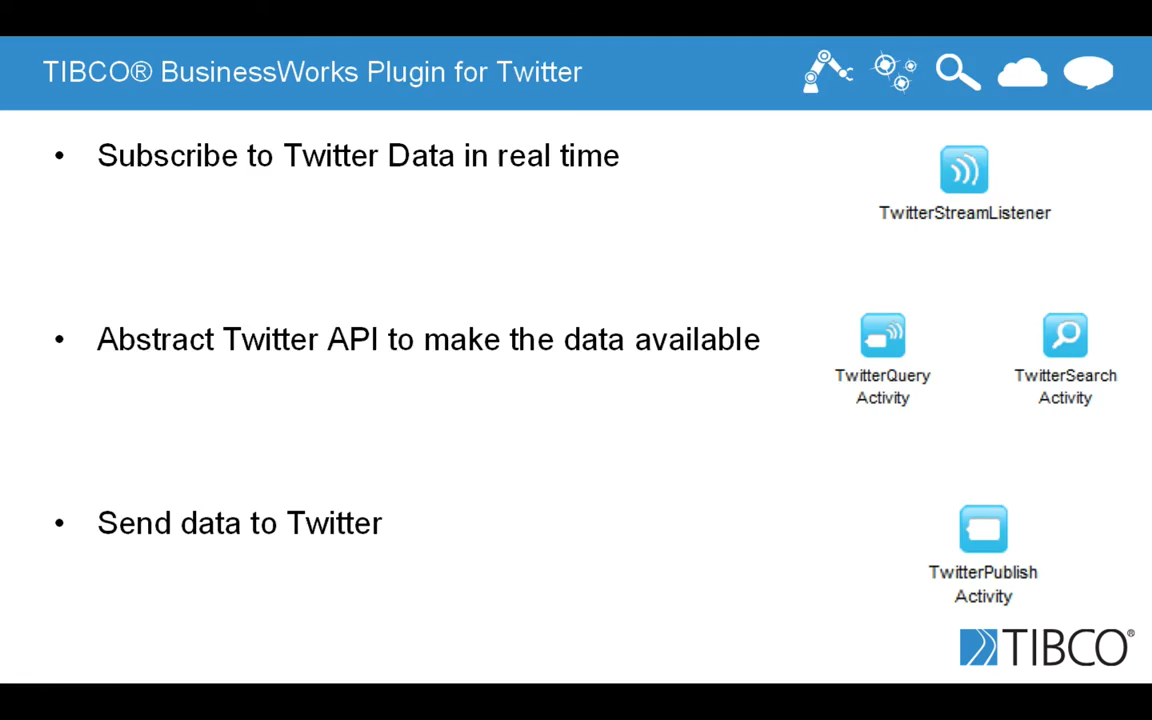 TIBCO® BusinessWorks Plugin for Twitter
• Subscribe to Twitter Data in real time
TwitterStreamListener
• Abstract Twitter API to make the data available
TwitterQuery
Activity
TwitterSearch
Activity
• Send data to Twitter
TwitterPublish
Activity
TIBCO®